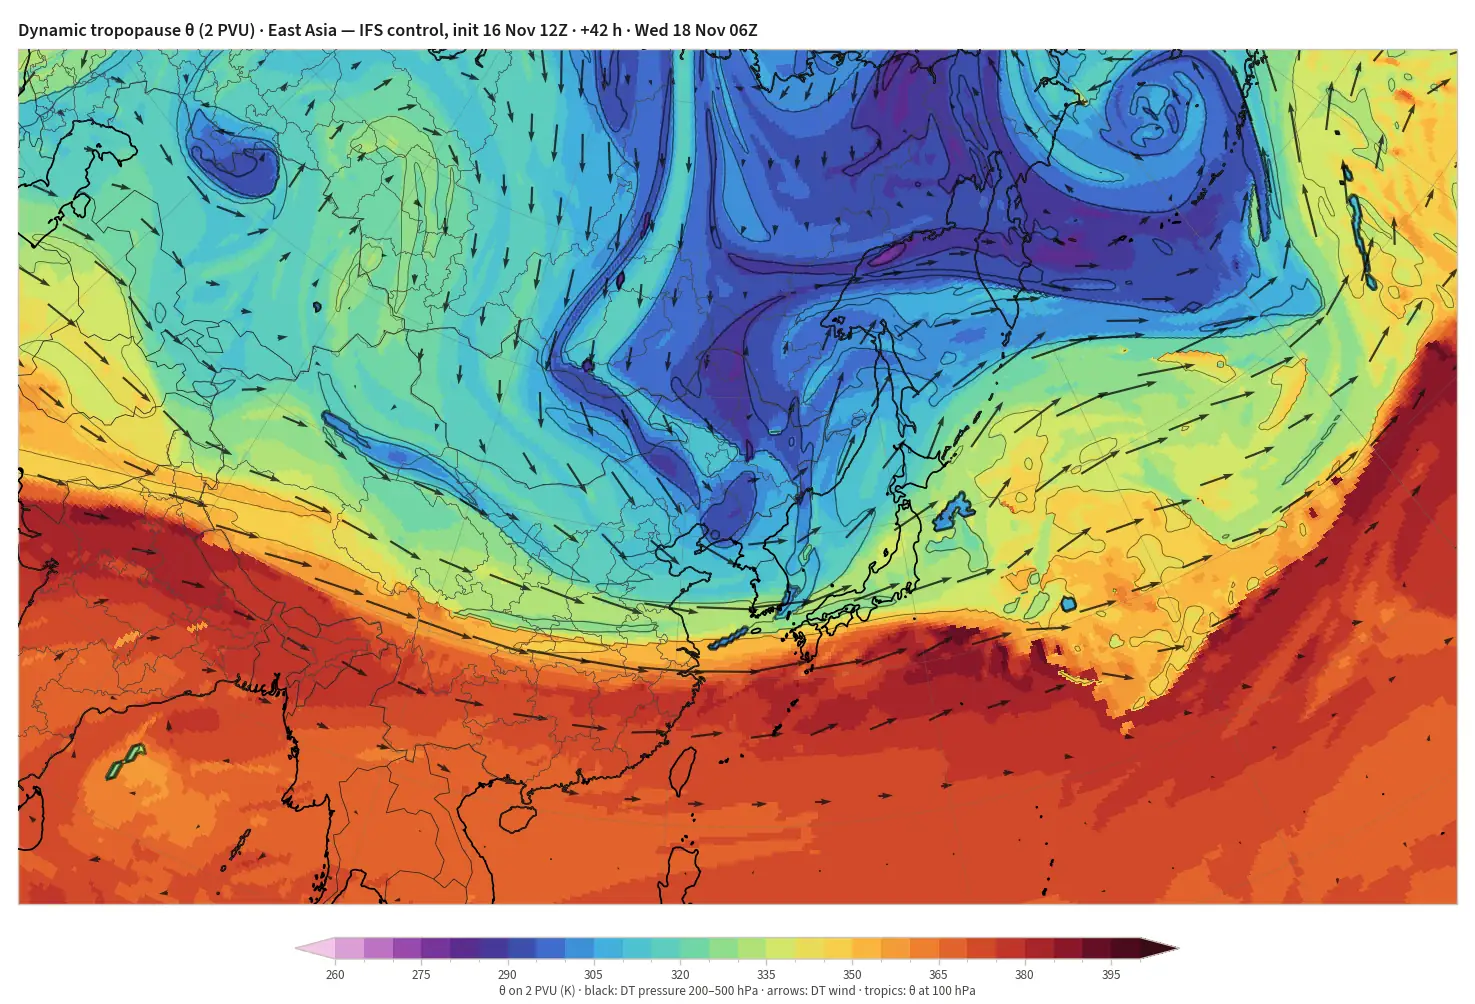 Dynamic tropopause θ (2 PVU) · East Asia — IFS control, init 16 Nov 12Z · +42 h · Wed 18 Nov 06Z
260 275 290 305 320 335 350 365 380 395
θ on 2 PVU (K) · black: DT pressure 200–500 hPa · arrows: DT wind · tropics: θ at 100 hPa